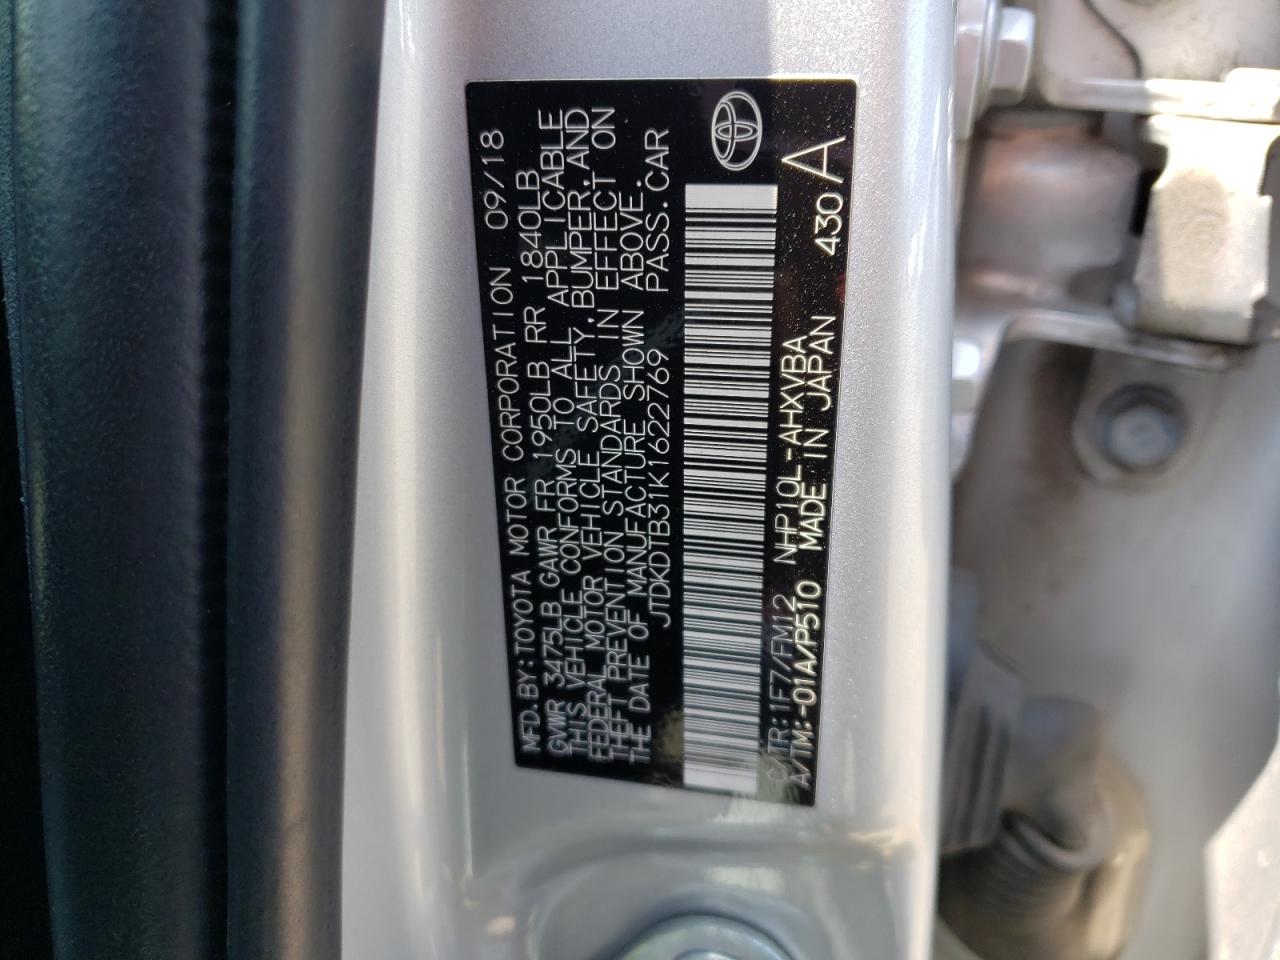 MFD.BY:TOYOTA MOTOR CORPORATION 09/18
GVWR 3475LB GAWR FR 1950LB RR 1840LB
THIS VEHICLE CONFORMS TO ALL APPLICABLE
FEDERAL MOTOR VEHICLE SAFETY,BUMPER,AND
THEFT PREVENTION STANDARDS IN EFFECT ON
THE DATE OF MANUFACTURE SHOWN ABOVE.
JTDKDTB31K1622769 PASS.CAR
C/TR:1F7/FM12 NHP10L-AHXVBA 430 A
A/TM:-01A/P510 MADE IN JAPAN